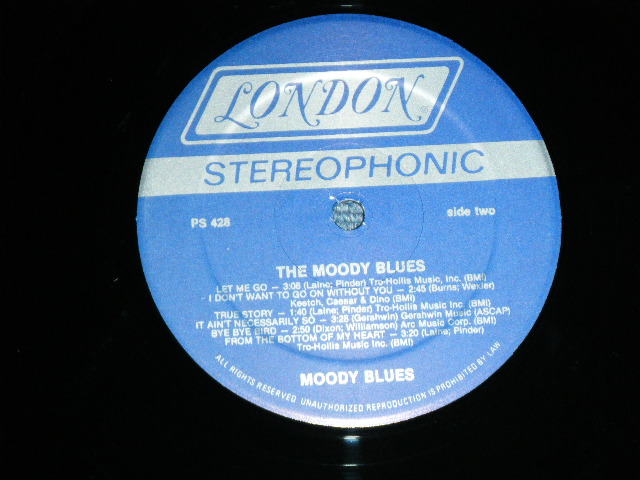 LONDON
STEREOPHONIC
PS 428
side two
THE MOODY BLUES
LET ME GO — 3:08 (Laine; Pinder) Tro-Hollis Music, Inc. (BMI)
I DON'T WANT TO GO ON WITHOUT YOU — 2:45 (Burns; Wexler)
Keetch, Caesar & Dino (BMI)
TRUE STORY — 1:40 (Laine; Pinder) Tro-Hollis Music Inc (BMI)
IT AIN'T NECESSARILY SO — 3:28 (Gershwin) Gershwin Music (ASCAP)
BYE BYE BIRD — 2:50 (Dixon; Williamson) Arc Music Corp. (BMI)
FROM THE BOTTOM OF MY HEART — 3:20 (Laine; Pinder)
Tro-Hollis Music Inc. (BMI)
MOODY BLUES
ALL RIGHTS RESERVED UNAUTHORIZED REPRODUCTION IS PROHIBITED BY LAW